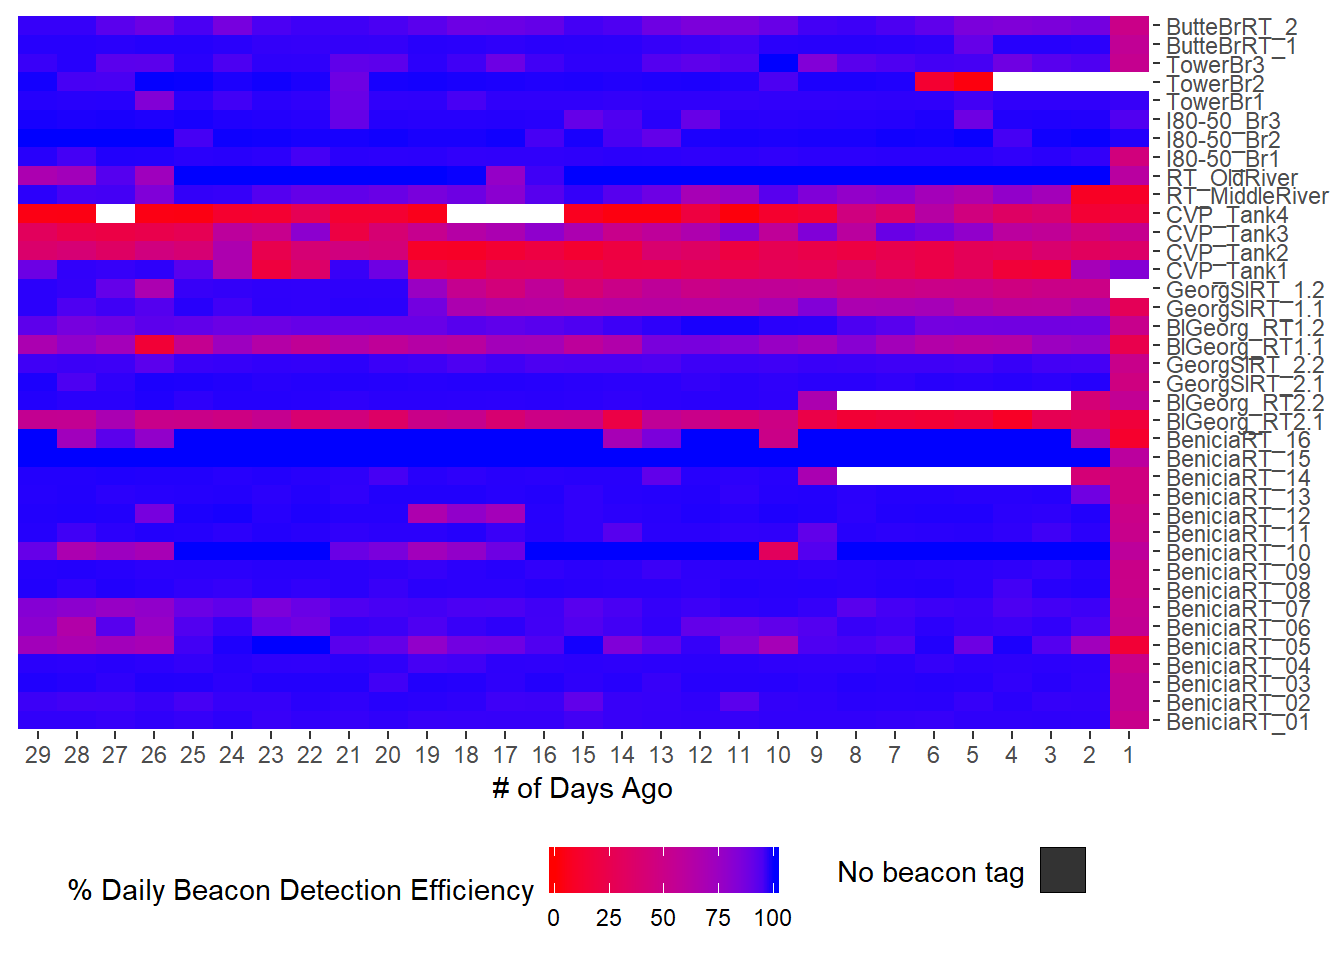 ButteBrRT_2
ButteBrRT_1
TowerBr3
TowerBr2
TowerBr1
I80-50_Br3
I80-50_Br2
I80-50_Br1
RT_OldRiver
RT_MiddleRiver
CVP_Tank4
CVP_Tank3
CVP_Tank2
CVP_Tank1
GeorgSlRT_1.2
GeorgSlRT_1.1
BlGeorg_RT1.2
BlGeorg_RT1.1
GeorgSlRT_2.2
GeorgSlRT_2.1
BlGeorg_RT2.2
BlGeorg_RT2.1
BeniciaRT_16
BeniciaRT_15
BeniciaRT_14
BeniciaRT_13
BeniciaRT_12
BeniciaRT_11
BeniciaRT_10
BeniciaRT_09
BeniciaRT_08
BeniciaRT_07
BeniciaRT_06
BeniciaRT_05
BeniciaRT_04
BeniciaRT_03
BeniciaRT_02
BeniciaRT_01
29 28 27 26 25 24 23 22 21 20 19 18 17 16 15 14 13 12 11 10 9 8 7 6 5 4 3 2 1
# of Days Ago
% Daily Beacon Detection Efficiency
0 25 50 75 100
No beacon tag